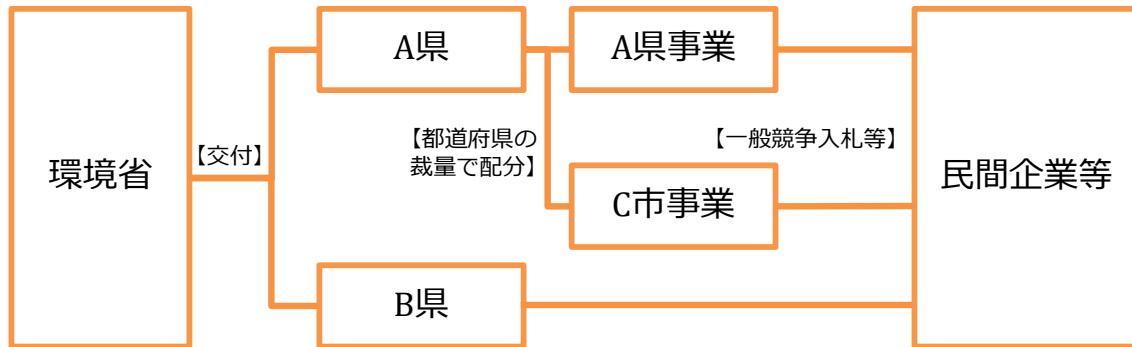 環境省
【交付】
A県
A県事業
【都道府県の
裁量で配分】
【一般競争入札等】
C市事業
B県
民間企業等